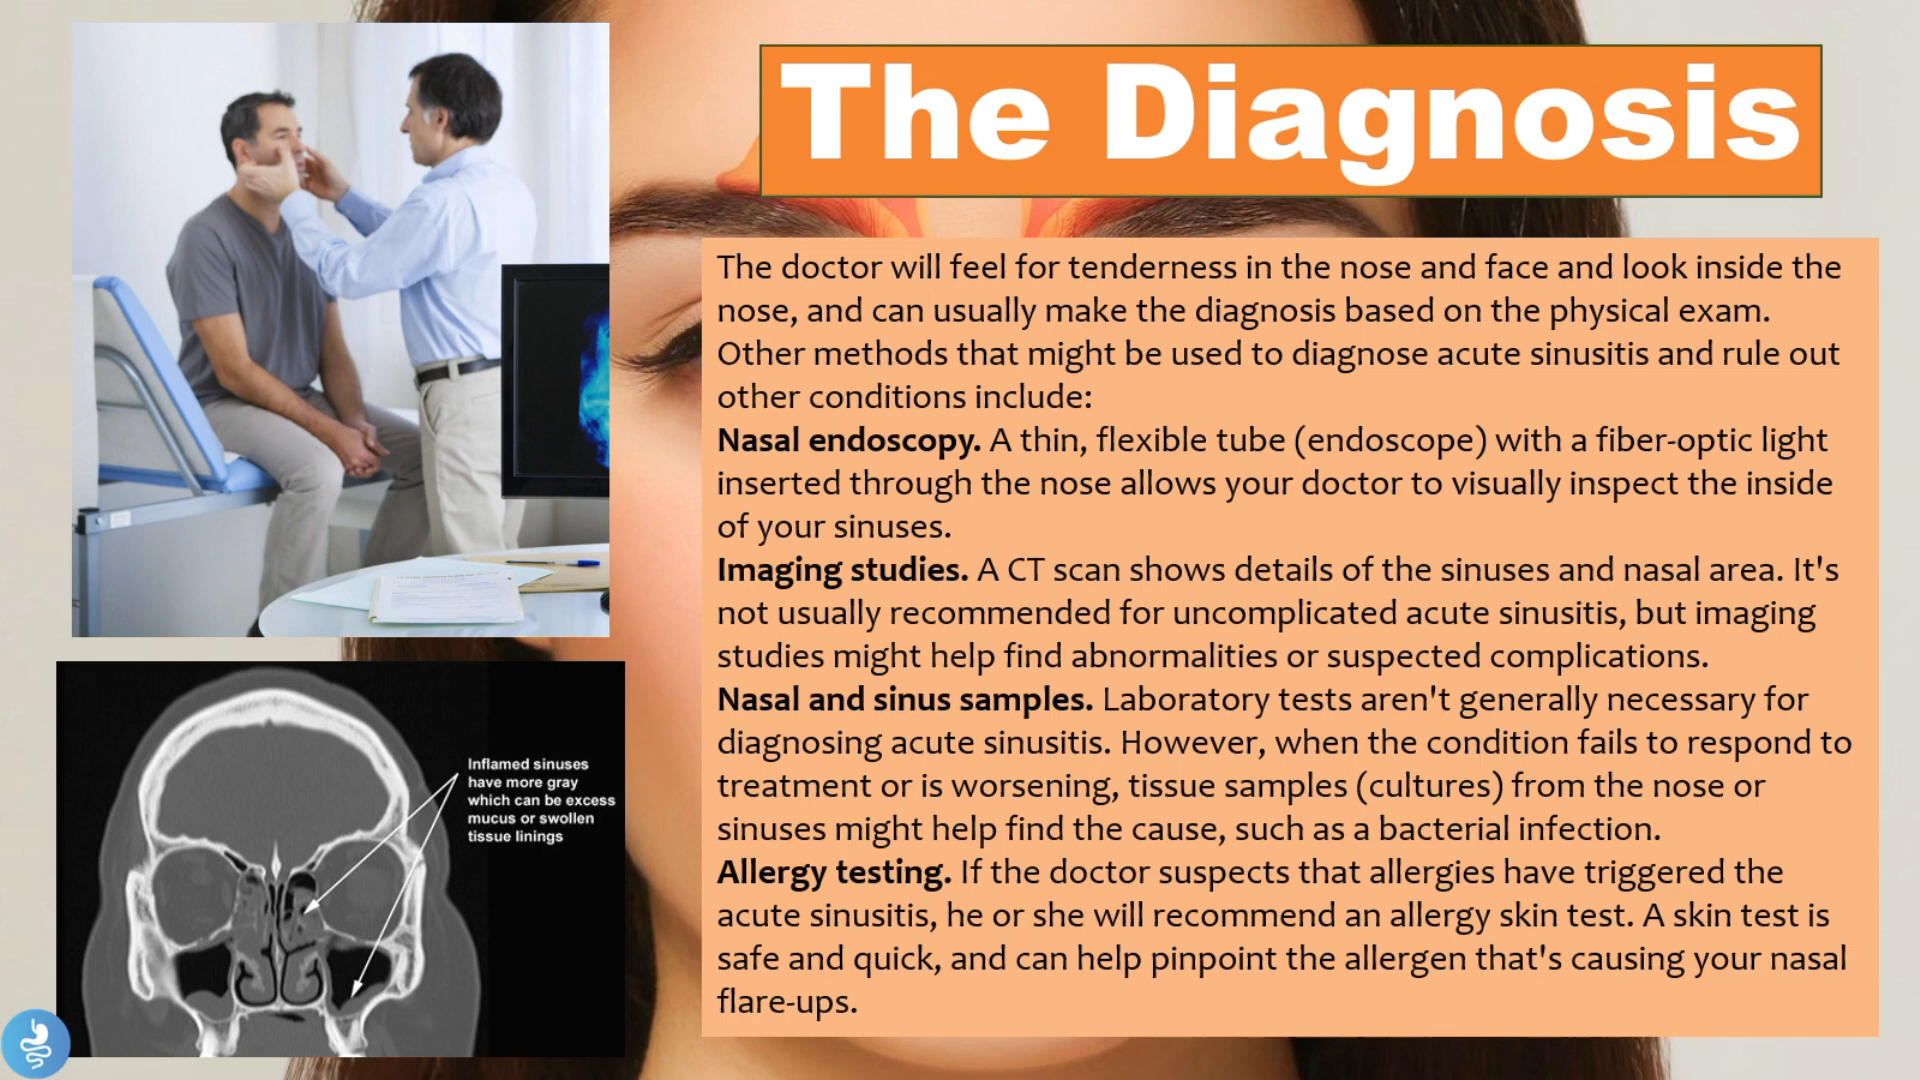 The Diagnosis
The doctor will feel for tenderness in the nose and face and look inside the
nose, and can usually make the diagnosis based on the physical exam.
Other methods that might be used to diagnose acute sinusitis and rule out
other conditions include:
Nasal endoscopy. A thin, flexible tube (endoscope) with a fiber-optic light
inserted through the nose allows your doctor to visually inspect the inside
of your sinuses.
Imaging studies. A CT scan shows details of the sinuses and nasal area. It's
not usually recommended for uncomplicated acute sinusitis, but imaging
studies might help find abnormalities or suspected complications.
Nasal and sinus samples. Laboratory tests aren't generally necessary for
diagnosing acute sinusitis. However, when the condition fails to respond to
treatment or is worsening, tissue samples (cultures) from the nose or
sinuses might help find the cause, such as a bacterial infection.
Allergy testing. If the doctor suspects that allergies have triggered the
acute sinusitis, he or she will recommend an allergy skin test. A skin test is
safe and quick, and can help pinpoint the allergen that's causing your nasal
flare-ups.
Inflamed sinuses
have more gray
which can be excess
mucus or swollen
tissue linings